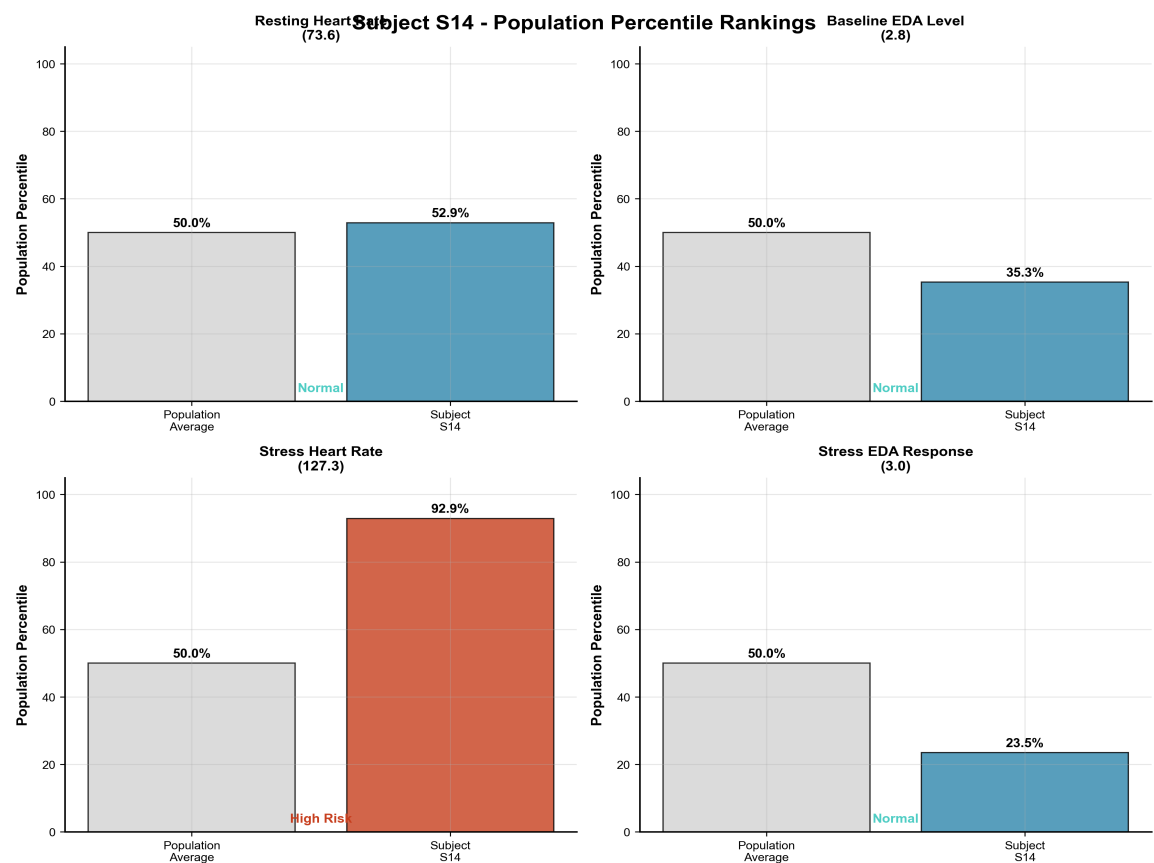 Subject S14 - Population Percentile Rankings
Resting Heart Rate
(73.6)
Population Percentile
100
80
60
40
20
0
50.0%
52.9%
Normal
Population
Average
Subject
S14
Baseline EDA Level
(2.8)
Population Percentile
100
80
60
40
20
0
50.0%
35.3%
Normal
Population
Average
Subject
S14
Stress Heart Rate
(127.3)
Population Percentile
100
80
60
40
20
0
50.0%
92.9%
High Risk
Population
Average
Subject
S14
Stress EDA Response
(3.0)
Population Percentile
100
80
60
40
20
0
50.0%
23.5%
Normal
Population
Average
Subject
S14